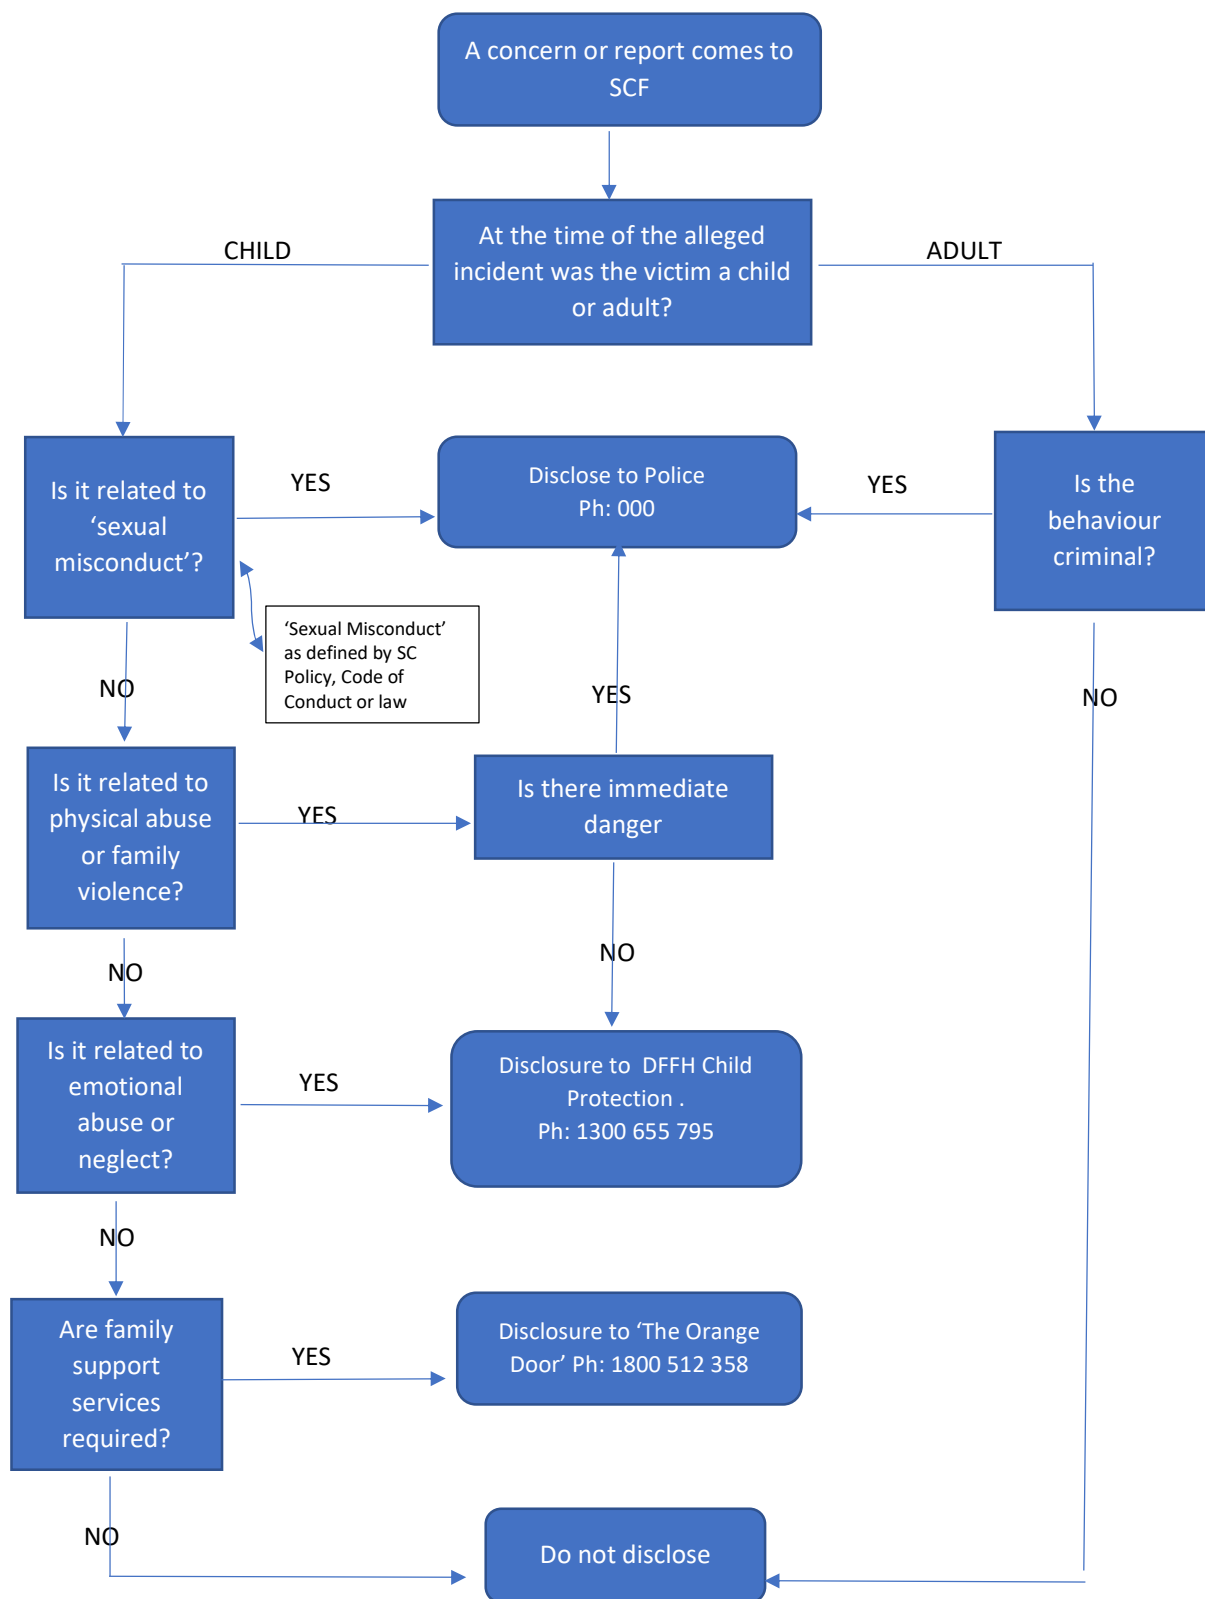 A concern or report comes to
SCF
At the time of the alleged
incident was the victim a child
or adult?
CHILD
ADULT
Is it related to
‘sexual
misconduct’?
YES
Disclose to Police
Ph: 000
YES
Is the
behaviour
criminal?
‘Sexual Misconduct’
as defined by SC
Policy, Code of
Conduct or law
NO
YES
NO
Is it related to
physical abuse
or family
violence?
YES
Is there immediate
danger
NO
NO
Is it related to
emotional
abuse or
neglect?
YES
Disclosure to  DFFH Child
Protection .
Ph: 1300 655 795
NO
Are family
support
services
required?
YES
Disclosure to ‘The Orange
Door’ Ph: 1800 512 358
NO
Do not disclose